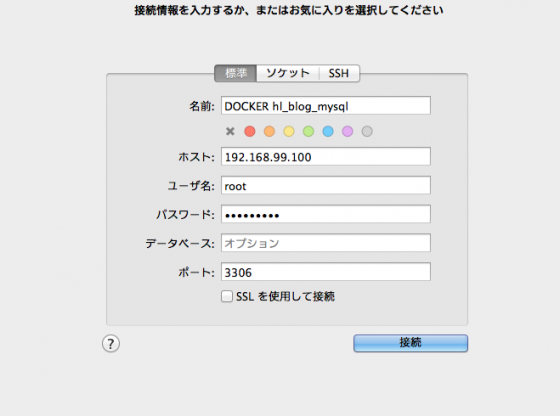 接続情報を入力するか、またはお気に入りを選択してください
標準 ソケット SSH
名前: DOCKER hl_blog_mysql
ホスト: 192.168.99.100
ユーザ名: root
パスワード: •••••••••
データベース: オプション
ポート: 3306
SSL を使用して接続
? 接続